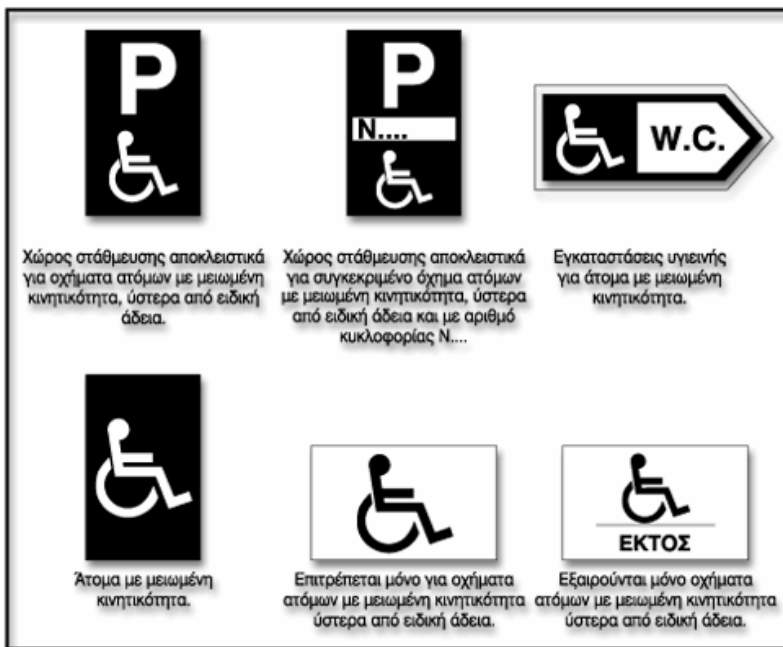 P
P
N....
W.C.
Χώρος στάθμευσης αποκλειστικά
για οχήματα ατόμων με μειωμένη
κινητικότητα, ύστερα από ειδική
άδεια.
Χώρος στάθμευσης αποκλειστικά
για συγκεκριμένο όχημα ατόμων
με μειωμένη κινητικότητα, ύστερα
από ειδική άδεια και με αριθμό
κυκλοφορίας Ν....
Εγκαταστάσεις υγιεινής
για άτομα με μειωμένη
κινητικότητα.
ΕΚΤΟΣ
Άτομα με μειωμένη
κινητικότητα.
Επιτρέπεται μόνο για οχήματα
ατόμων με μειωμένη κινητικότητα
ύστερα από ειδική άδεια.
Εξαιρούνται μόνο οχήματα
ατόμων με μειωμένη κινητικότητα
ύστερα από ειδική άδεια.